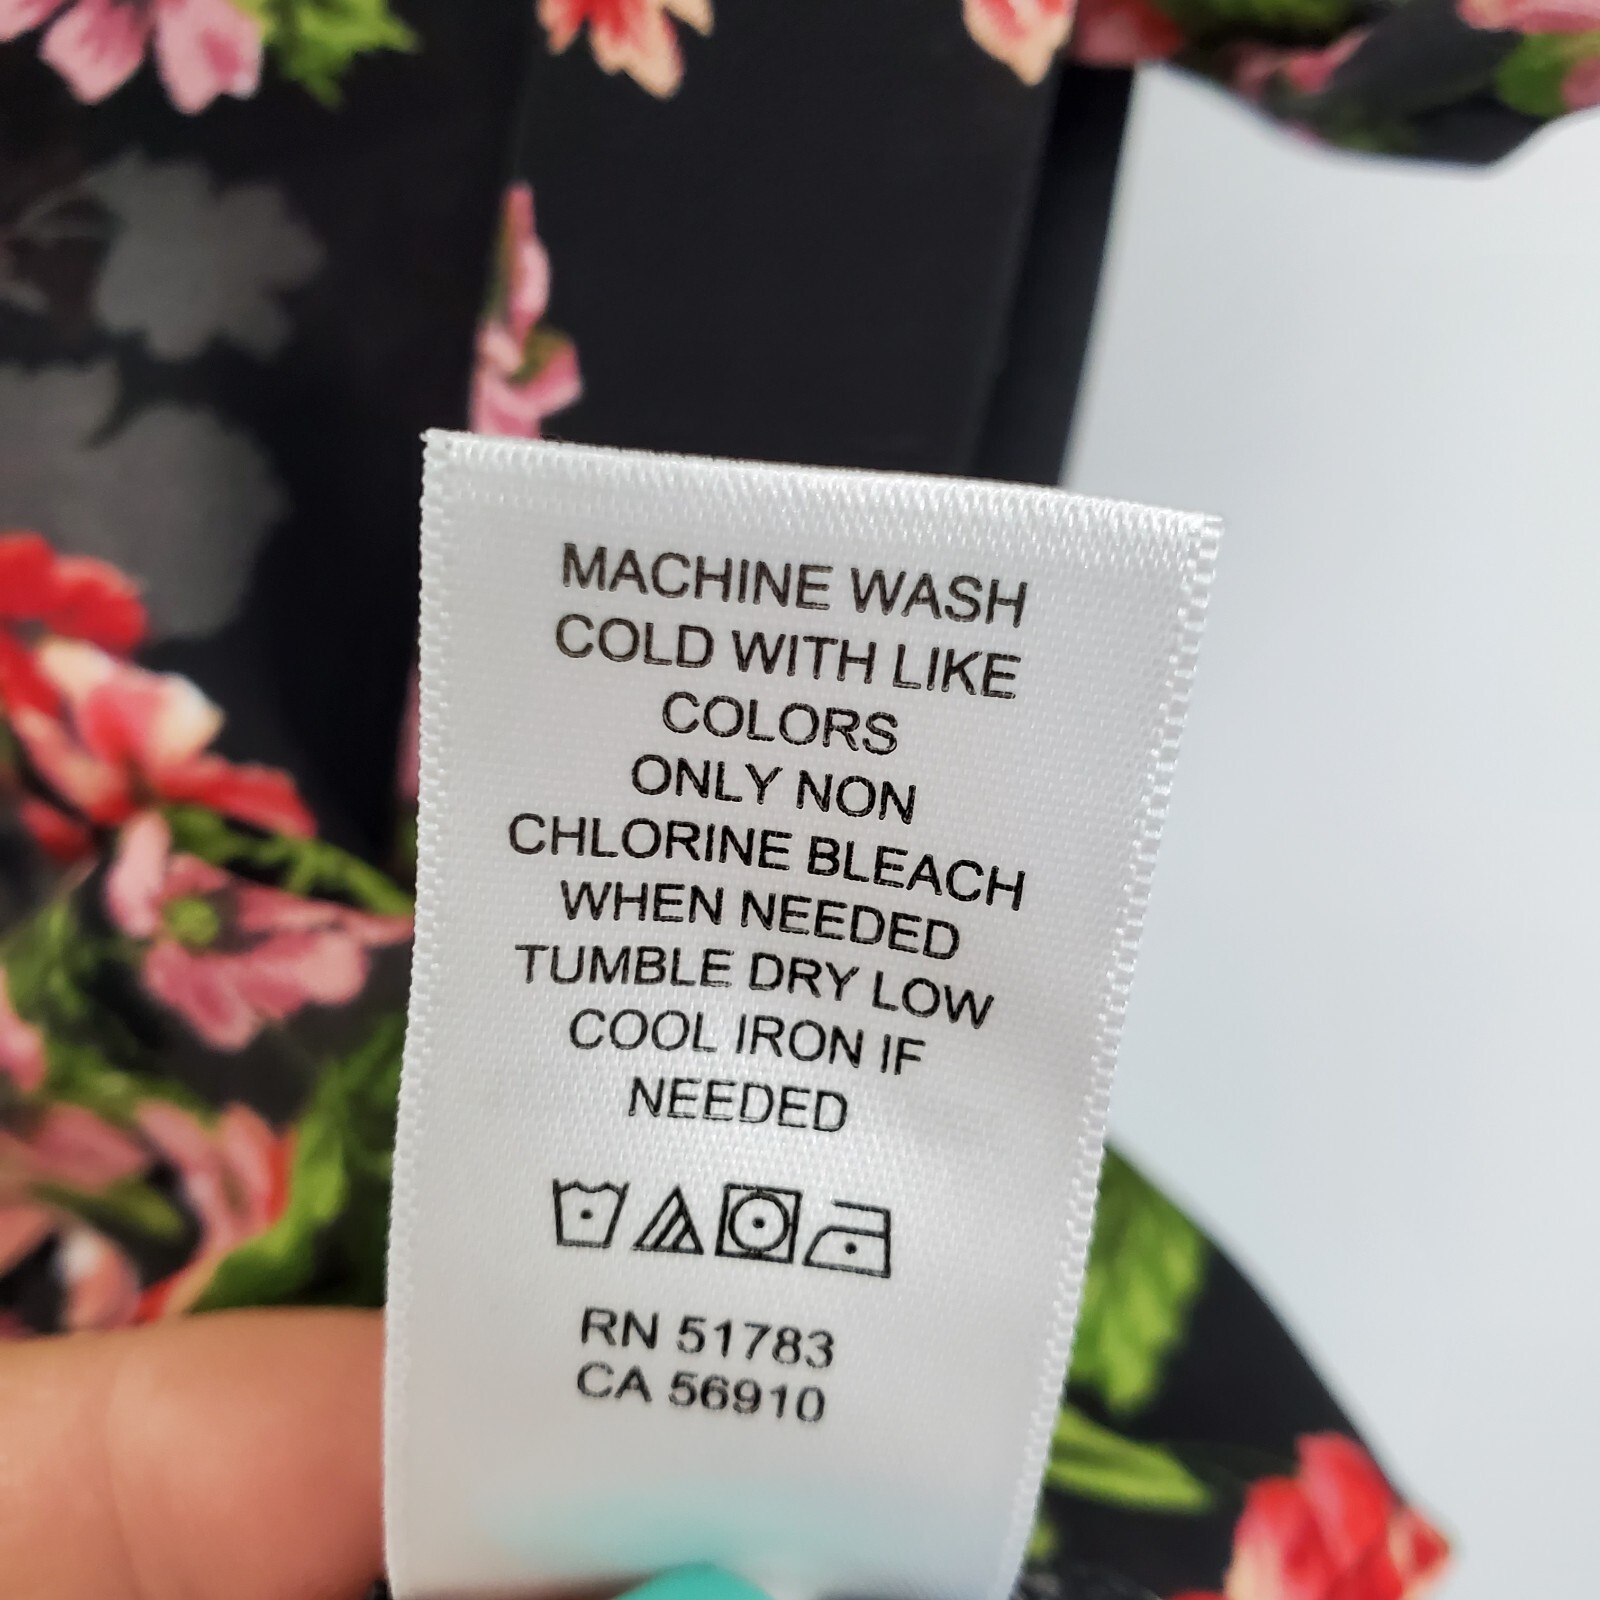 MACHINE WASH
COLD WITH LIKE
COLORS
ONLY NON
CHLORINE BLEACH
WHEN NEEDED
TUMBLE DRY LOW
COOL IRON IF
NEEDED
RN 51783
CA 56910